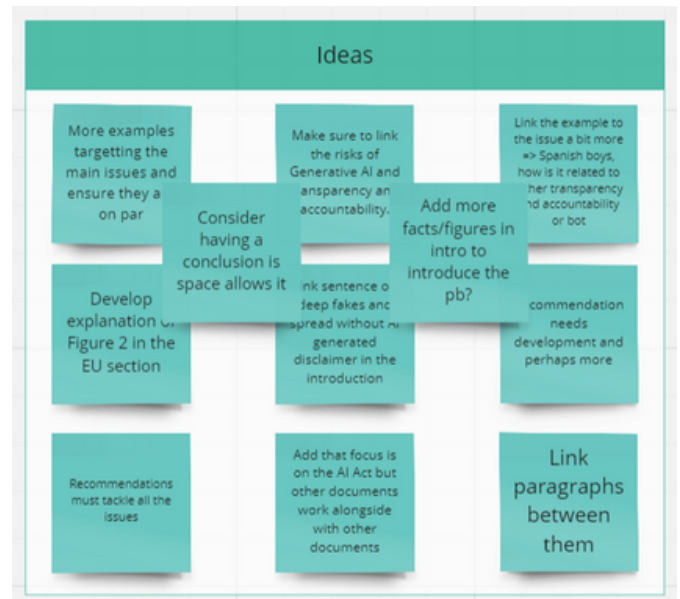 Ideas
More examples
targetting the
main issues and
ensure they a
on par
Make sure to link
the risks of
Generative AI and
ansparency an
accountability.
Link the example to
the issue a bit more
=> Spanish boys,
how is it related to
her transparency
nd accountability
or bot
Consider
having a
conclusion is
space allows it
Add more
facts/figures in
intro to
introduce the
pb?
Develop
explanation o
Figure 2 in the
EU section
nk sentence o
deep fakes and
spread without AI
generated
disclaimer in the
introduction
commendation
needs
development and
perhaps more
Recommendations
must tackle all the
issues
Add that focus is
on the AI Act but
other documents
work alongside
with other
documents
Link
paragraphs
between
them